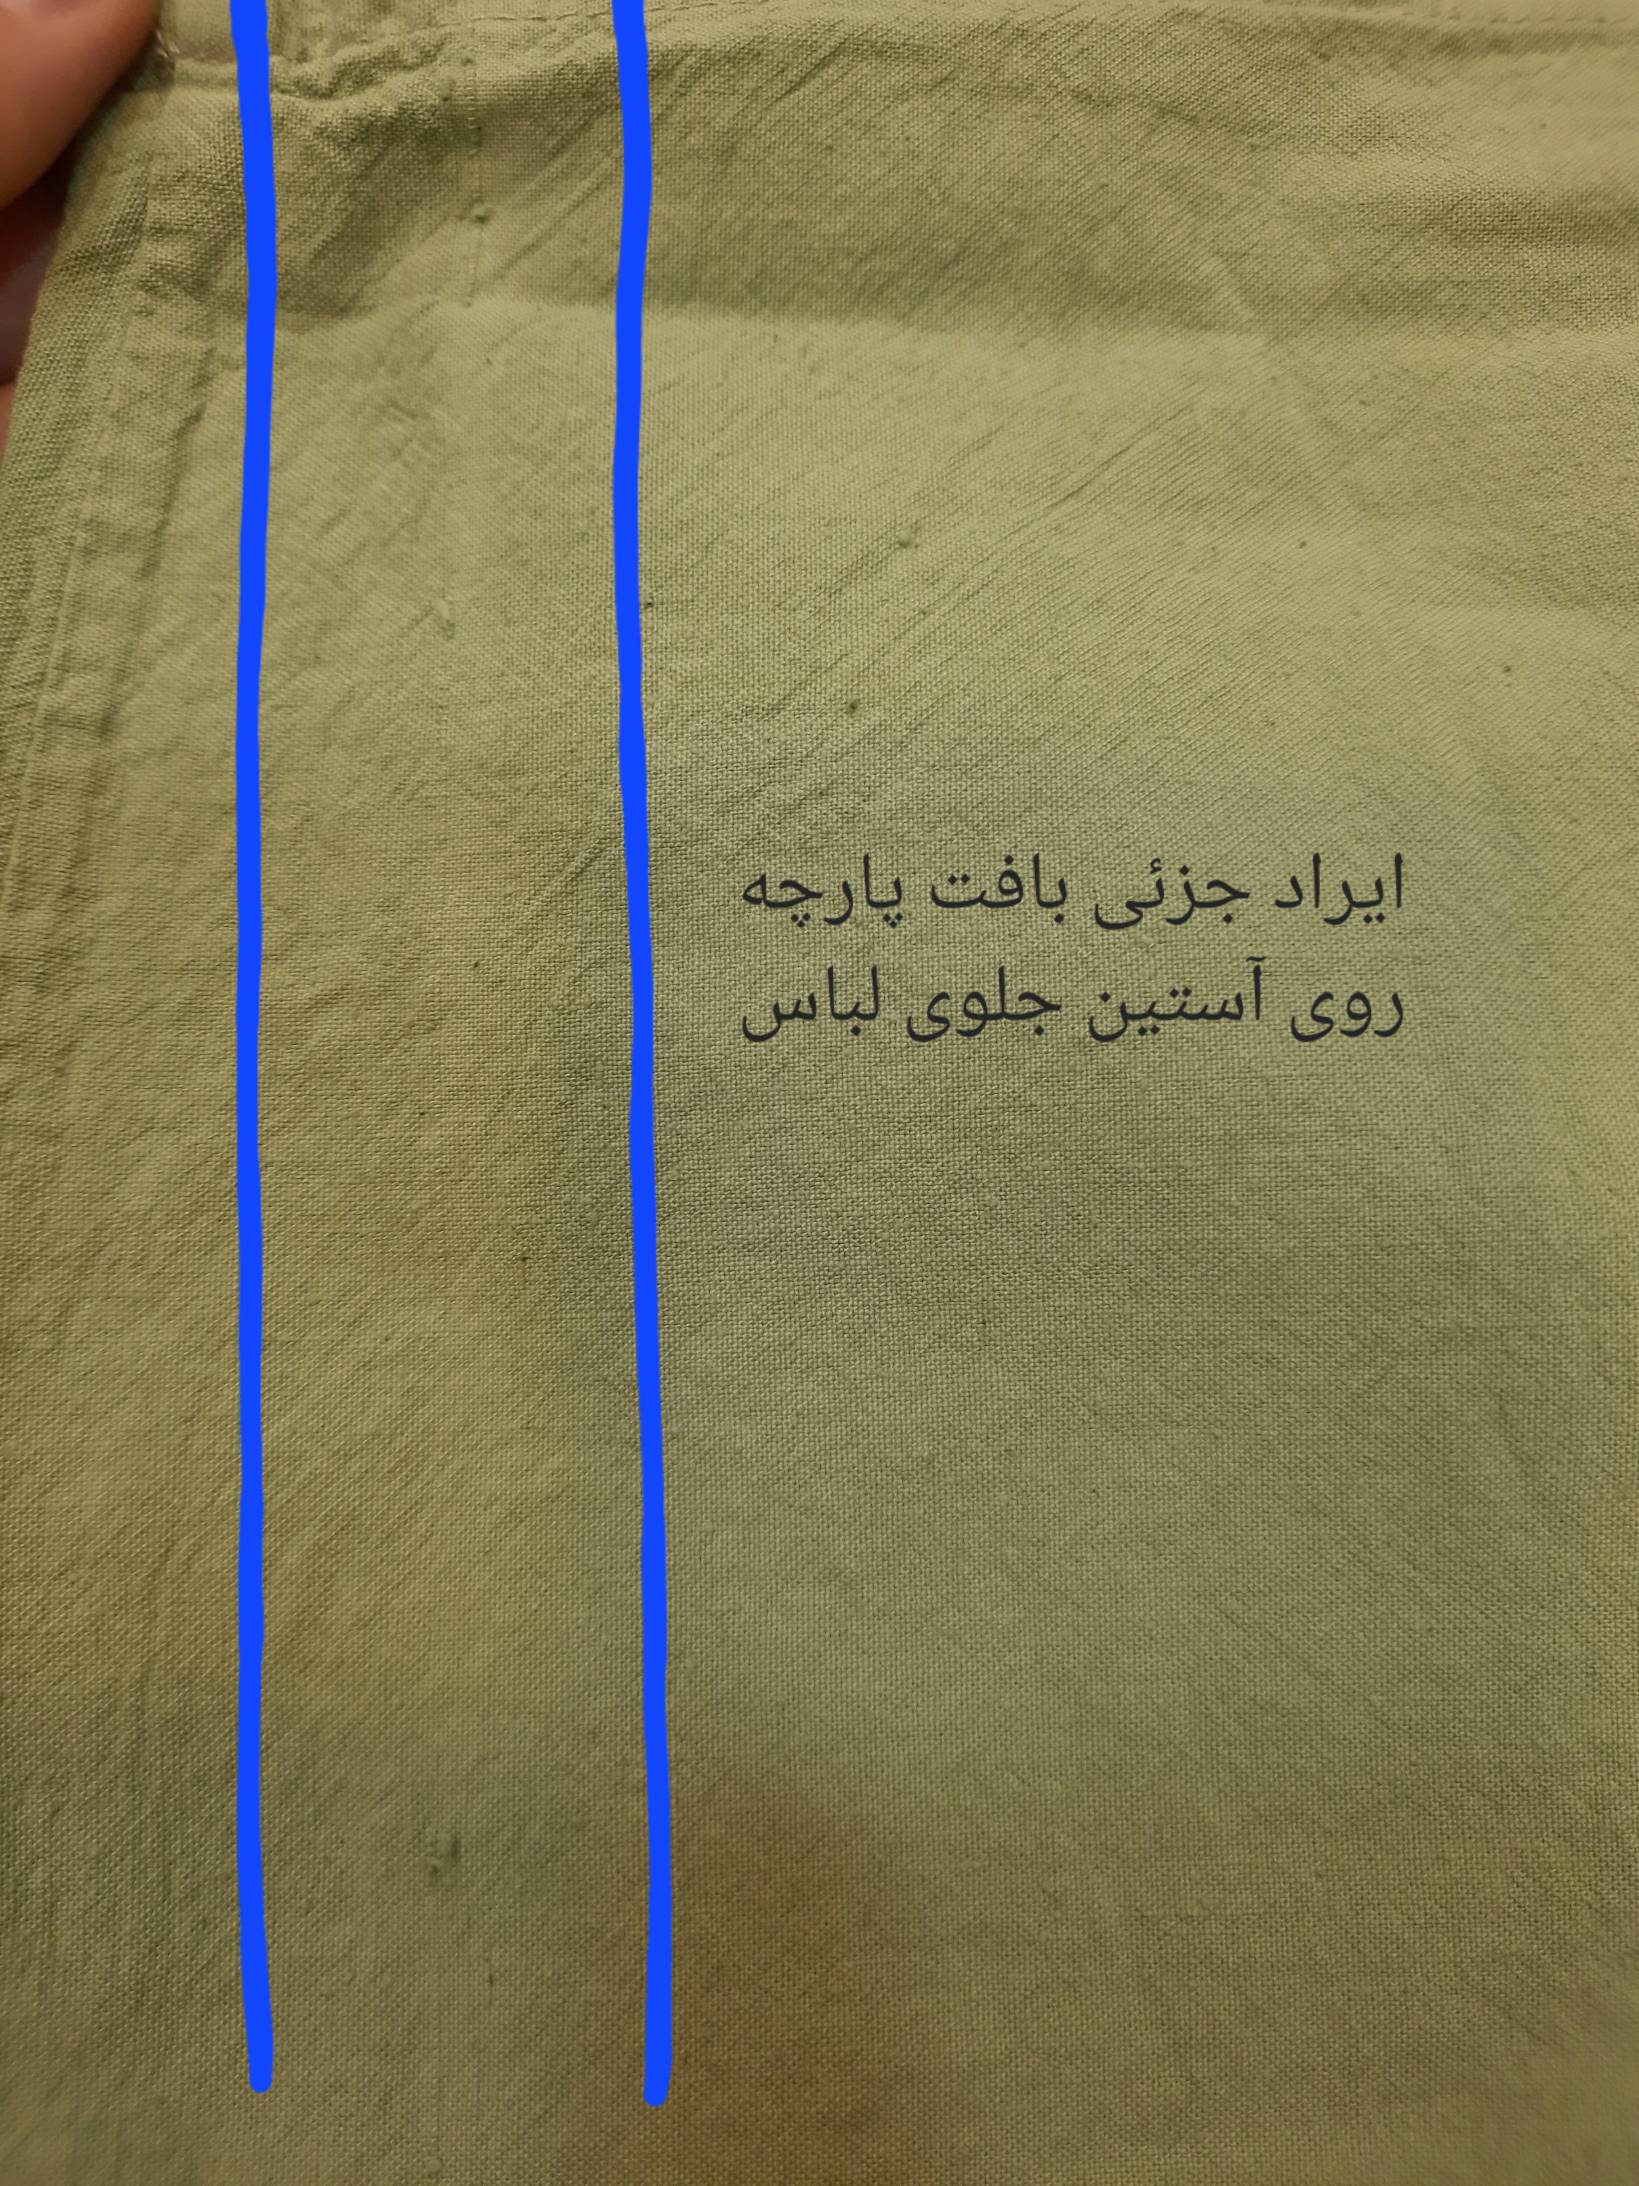 ایراد جزئی بافت پارچه
روی آستین جلوی لباس